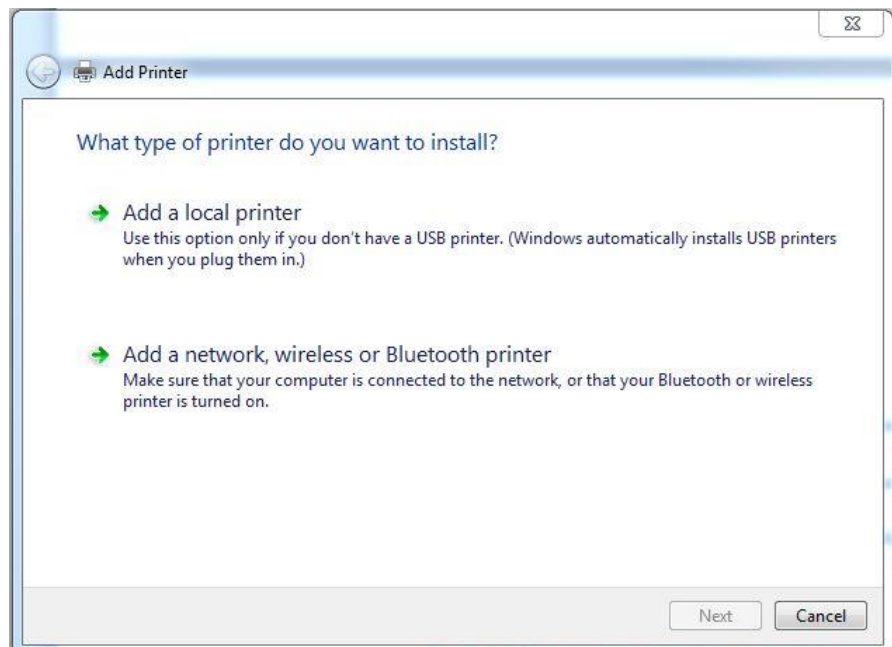 Add Printer
What type of printer do you want to install?
Add a local printer
Use this option only if you don't have a USB printer. (Windows automatically installs USB printers
when you plug them in.)
Add a network, wireless or Bluetooth printer
Make sure that your computer is connected to the network, or that your Bluetooth or wireless
printer is turned on.
Next
Cancel